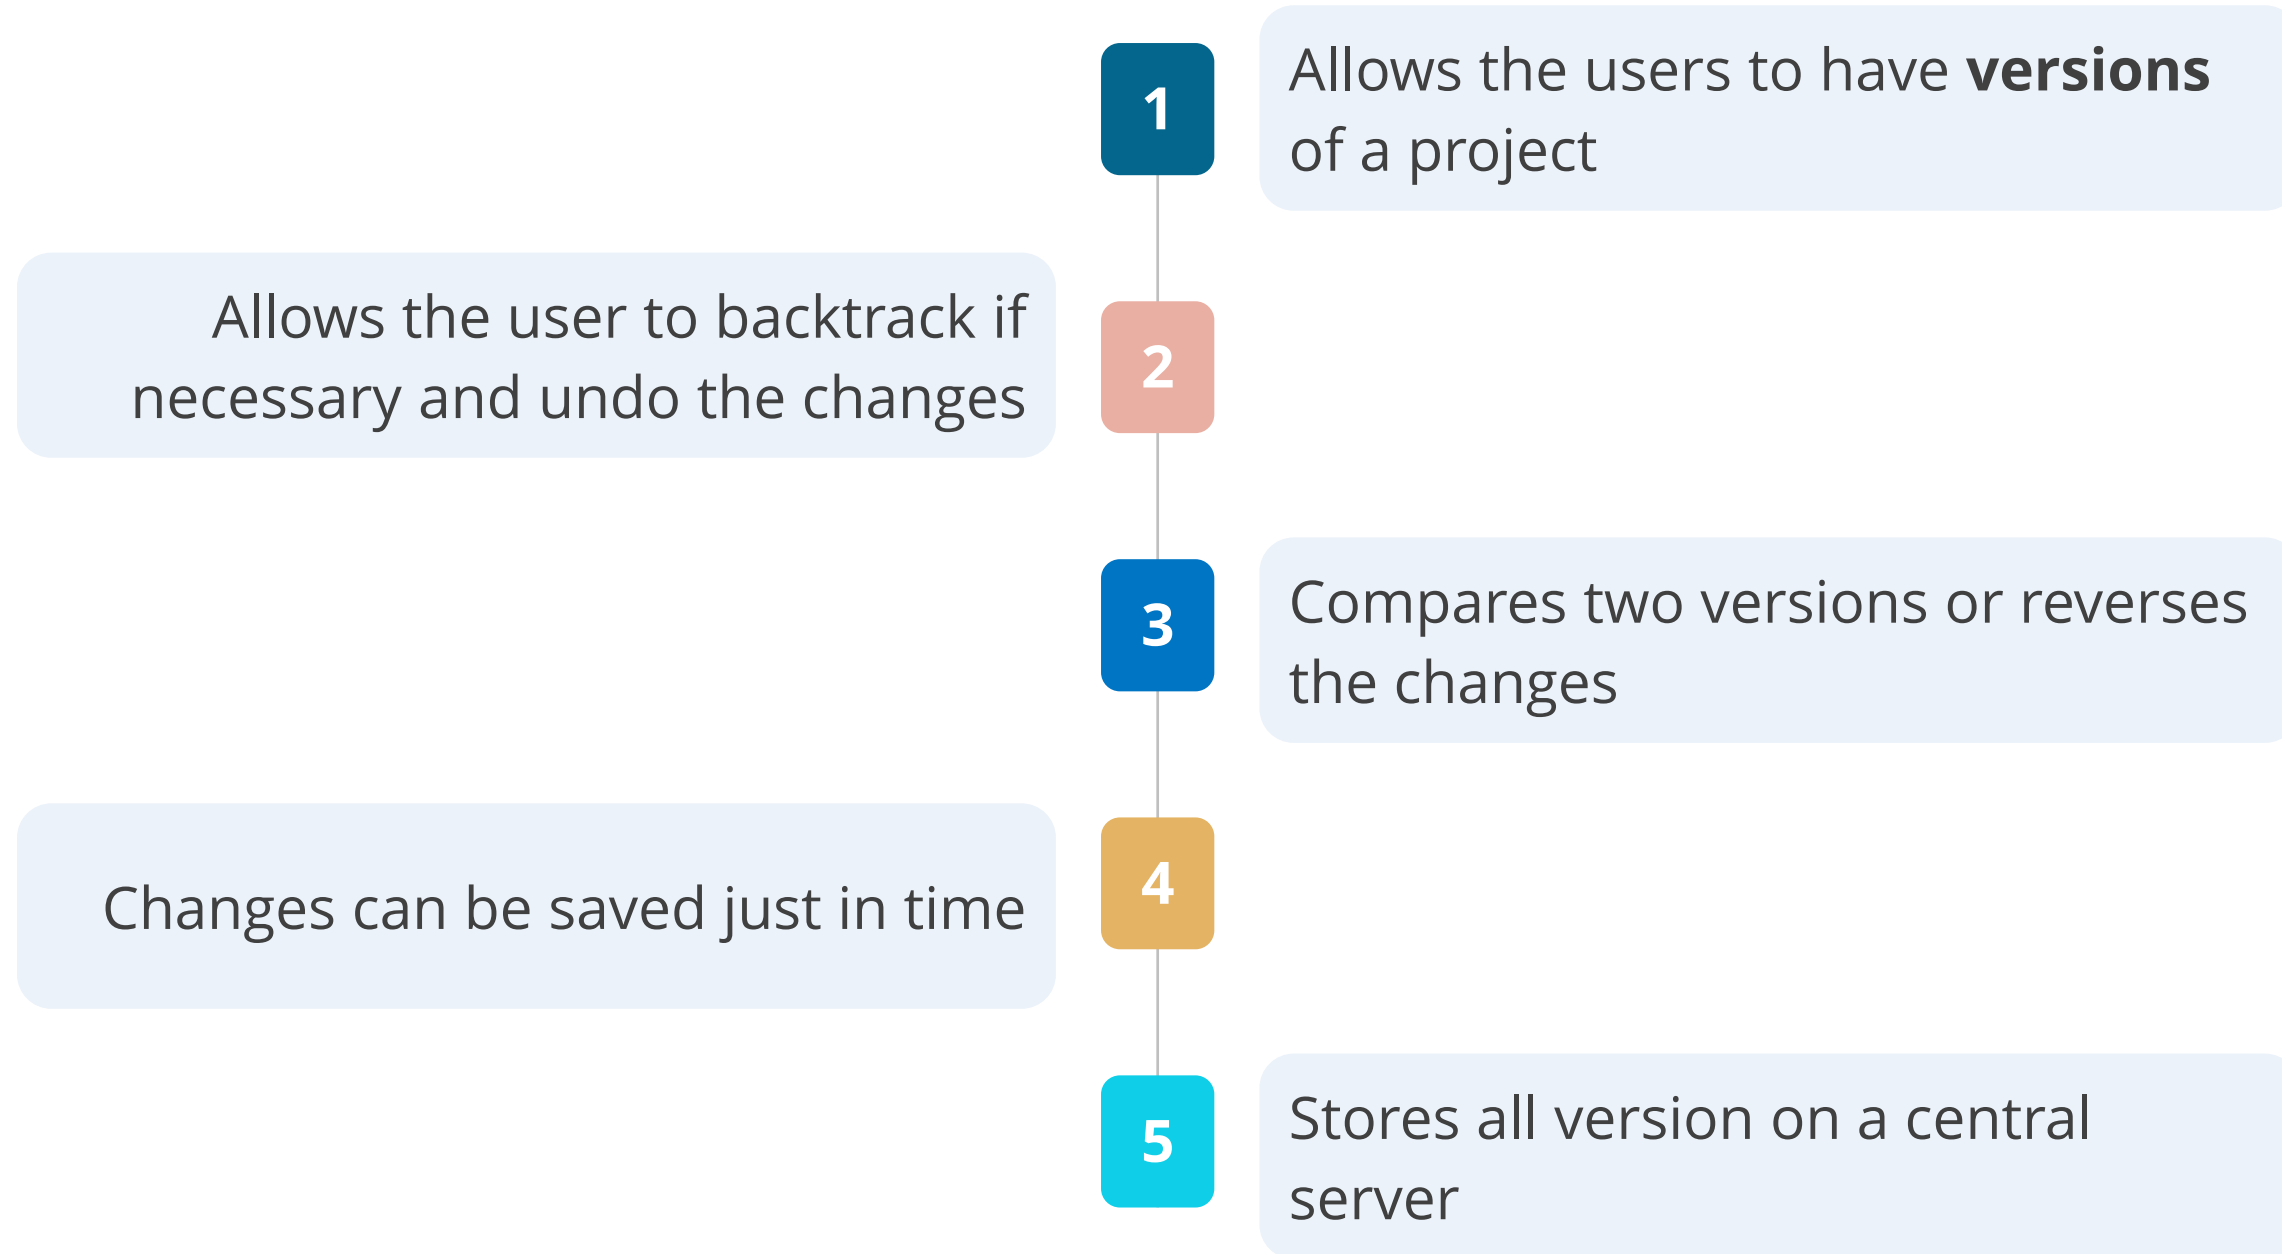 1
Allows the users to have versions
of a project
2
Allows the user to backtrack if
necessary and undo the changes
3
Compares two versions or reverses
the changes
4
Changes can be saved just in time
5
Stores all version on a central
server